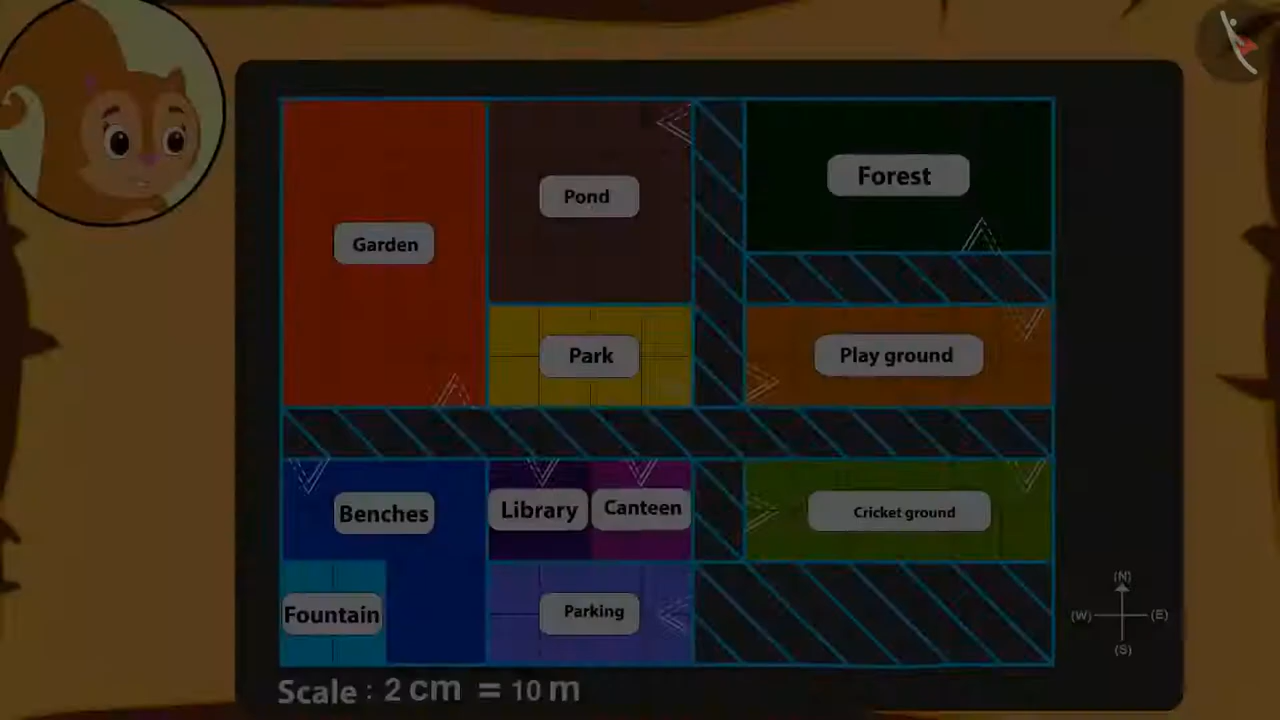 Forest
Pond
Garden
Park
Play ground
Benches
Library
Canteen
Cricket ground
Fountain
Parking
(N)
(W)
(E)
(S)
Scale : 2 cm = 10 m